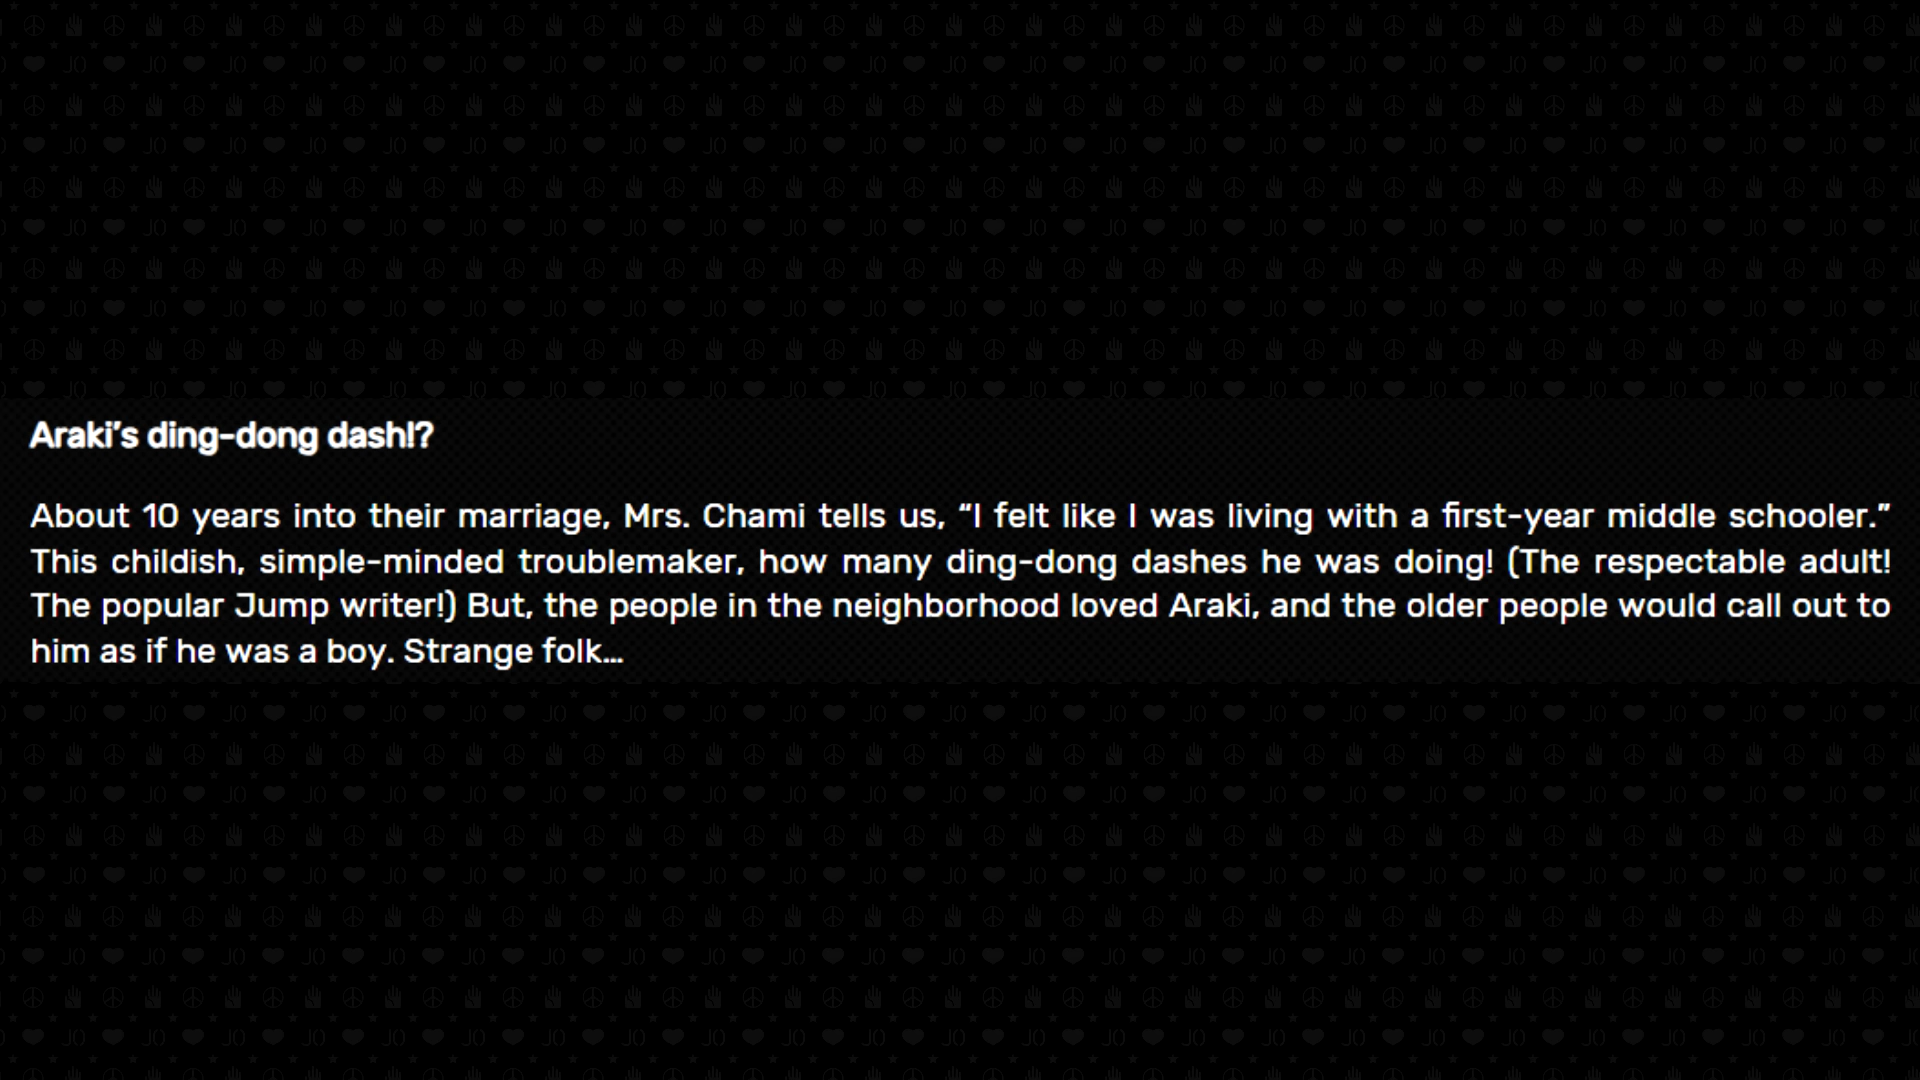 Araki’s ding-dong dash!?
About 10 years into their marriage, Mrs. Chami tells us, “I felt like I was living with a first-year middle schooler.”
This childish, simple-minded troublemaker, how many ding-dong dashes he was doing! (The respectable adult!
The popular Jump writer!) But, the people in the neighborhood loved Araki, and the older people would call out to
him as if he was a boy. Strange folk...